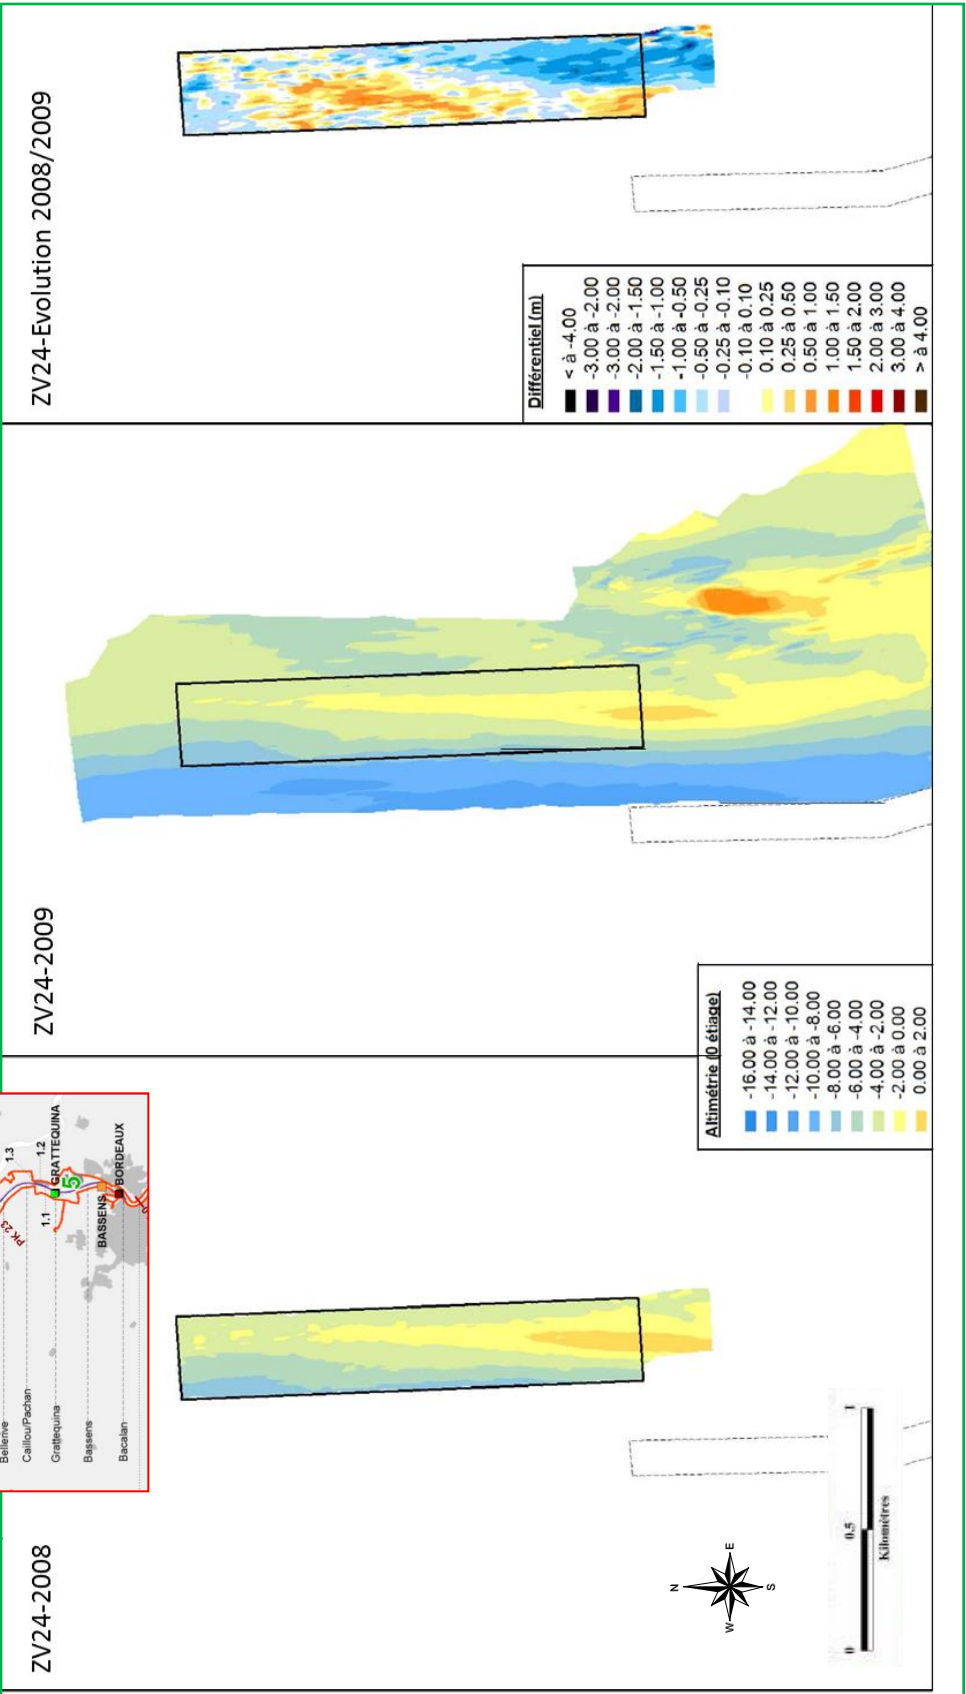 ZV24-2008
Bellerive
Caillou/Pachan
Grattequina
Bassens
Bacalan
PK 23
1.3
1.2
1.1
GRATTEQUINA
5
BASSENS
BORDEAUX
N
W
E
S
0
0.5
1
Kilomètres
ZV24-2009
Altimétrie (0 étiage)
-16.00 à -14.00
-14.00 à -12.00
-12.00 à -10.00
-10.00 à -8.00
-8.00 à -6.00
-6.00 à -4.00
-4.00 à -2.00
-2.00 à 0.00
0.00 à 2.00
ZV24-Evolution 2008/2009
Différentiel (m)
< à -4.00
-3.00 à -2.00
-3.00 à -2.00
-2.00 à -1.50
-1.50 à -1.00
-1.00 à -0.50
-0.50 à -0.25
-0.25 à -0.10
-0.10 à 0.10
0.10 à 0.25
0.25 à 0.50
0.50 à 1.00
1.00 à 1.50
1.50 à 2.00
2.00 à 3.00
3.00 à 4.00
> à 4.00